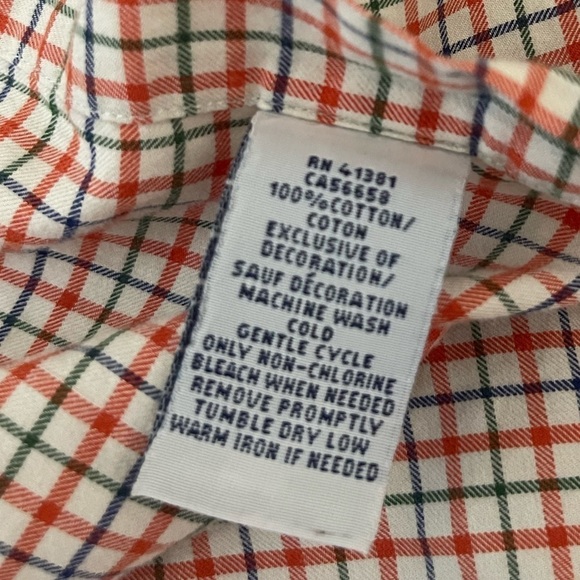 RN 41381
CA56658
100%COTTON/
COTON
EXCLUSIVE OF
DECORATION/
SAUF DÉCORATION
MACHINE WASH
COLD
GENTLE CYCLE
ONLY NON-CHLORINE
BLEACH WHEN NEEDED
REMOVE PROMPTLY
TUMBLE DRY LOW
WARM IRON IF NEEDED